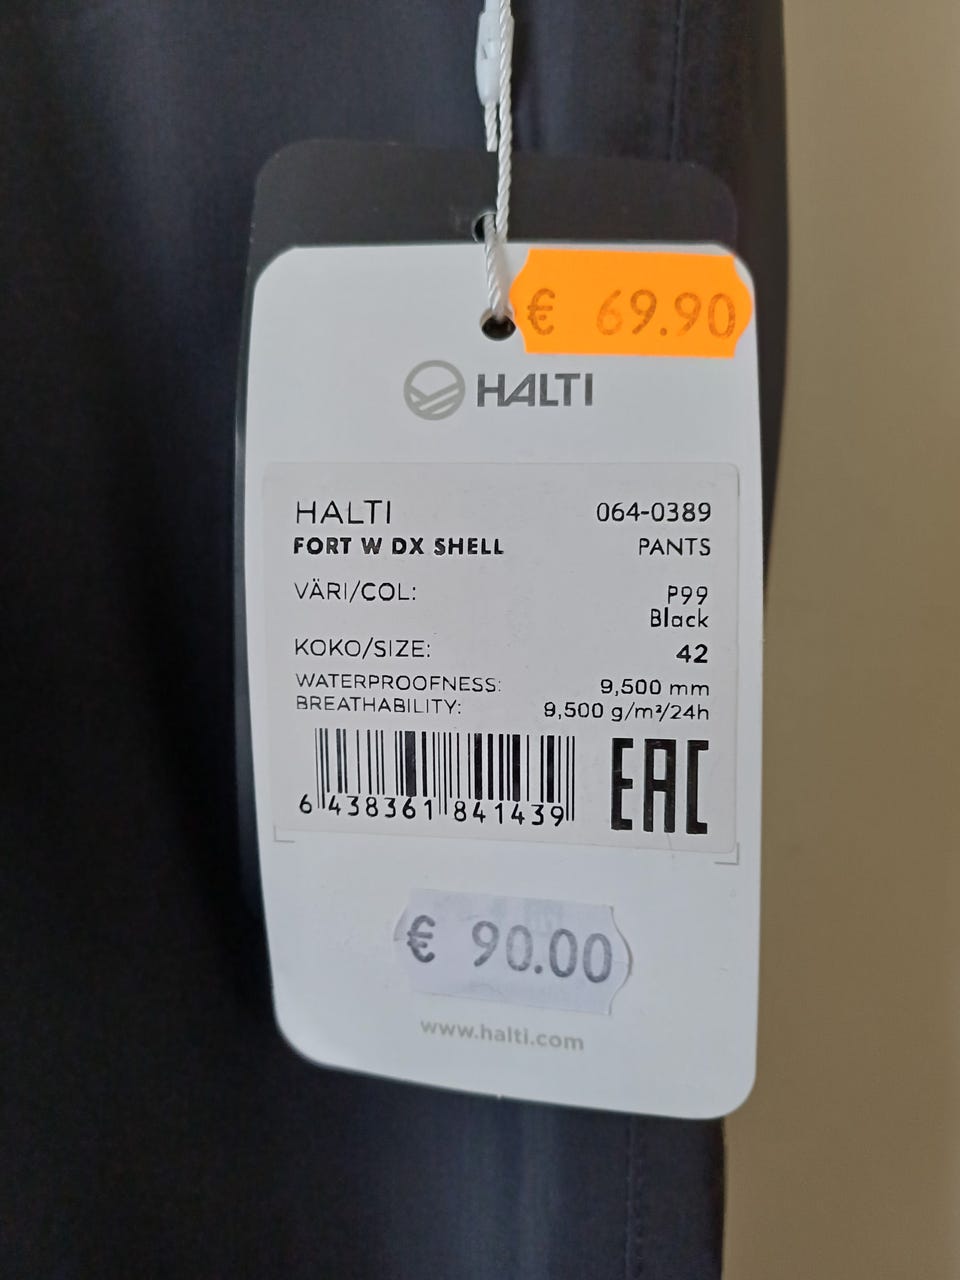 € 69.90
HALTI
HALTI 064-0389
FORT W DX SHELL PANTS
VÄRI/COL: P99
Black
KOKO/SIZE: 42
WATERPROOFNESS: 9,500 mm
BREATHABILITY: 9,500 g/m²/24h
6 438361 841439
EAC
€ 90.00
www.halti.com